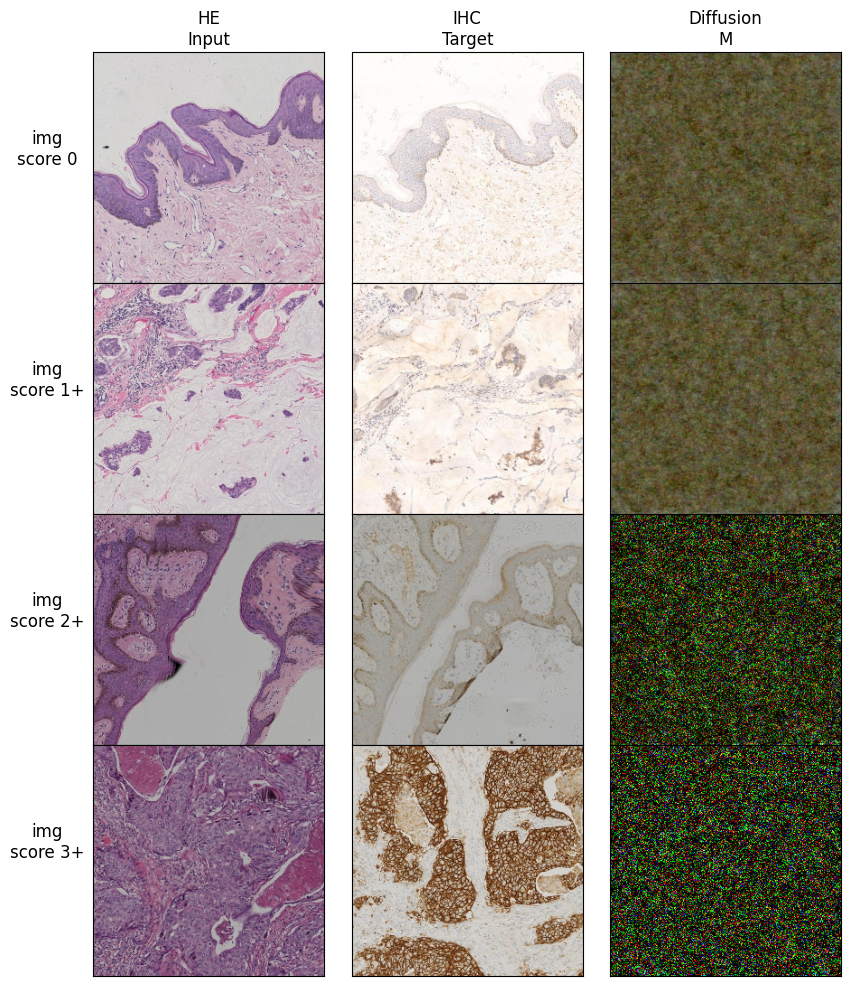 HE
Input
IHC
Target
Diffusion
M
img
score 0
img
score 1+
img
score 2+
img
score 3+